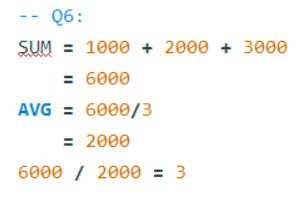 -- Q6:
SUM = 1000 + 2000 + 3000
= 6000
AVG = 6000/3
= 2000
6000 / 2000 = 3